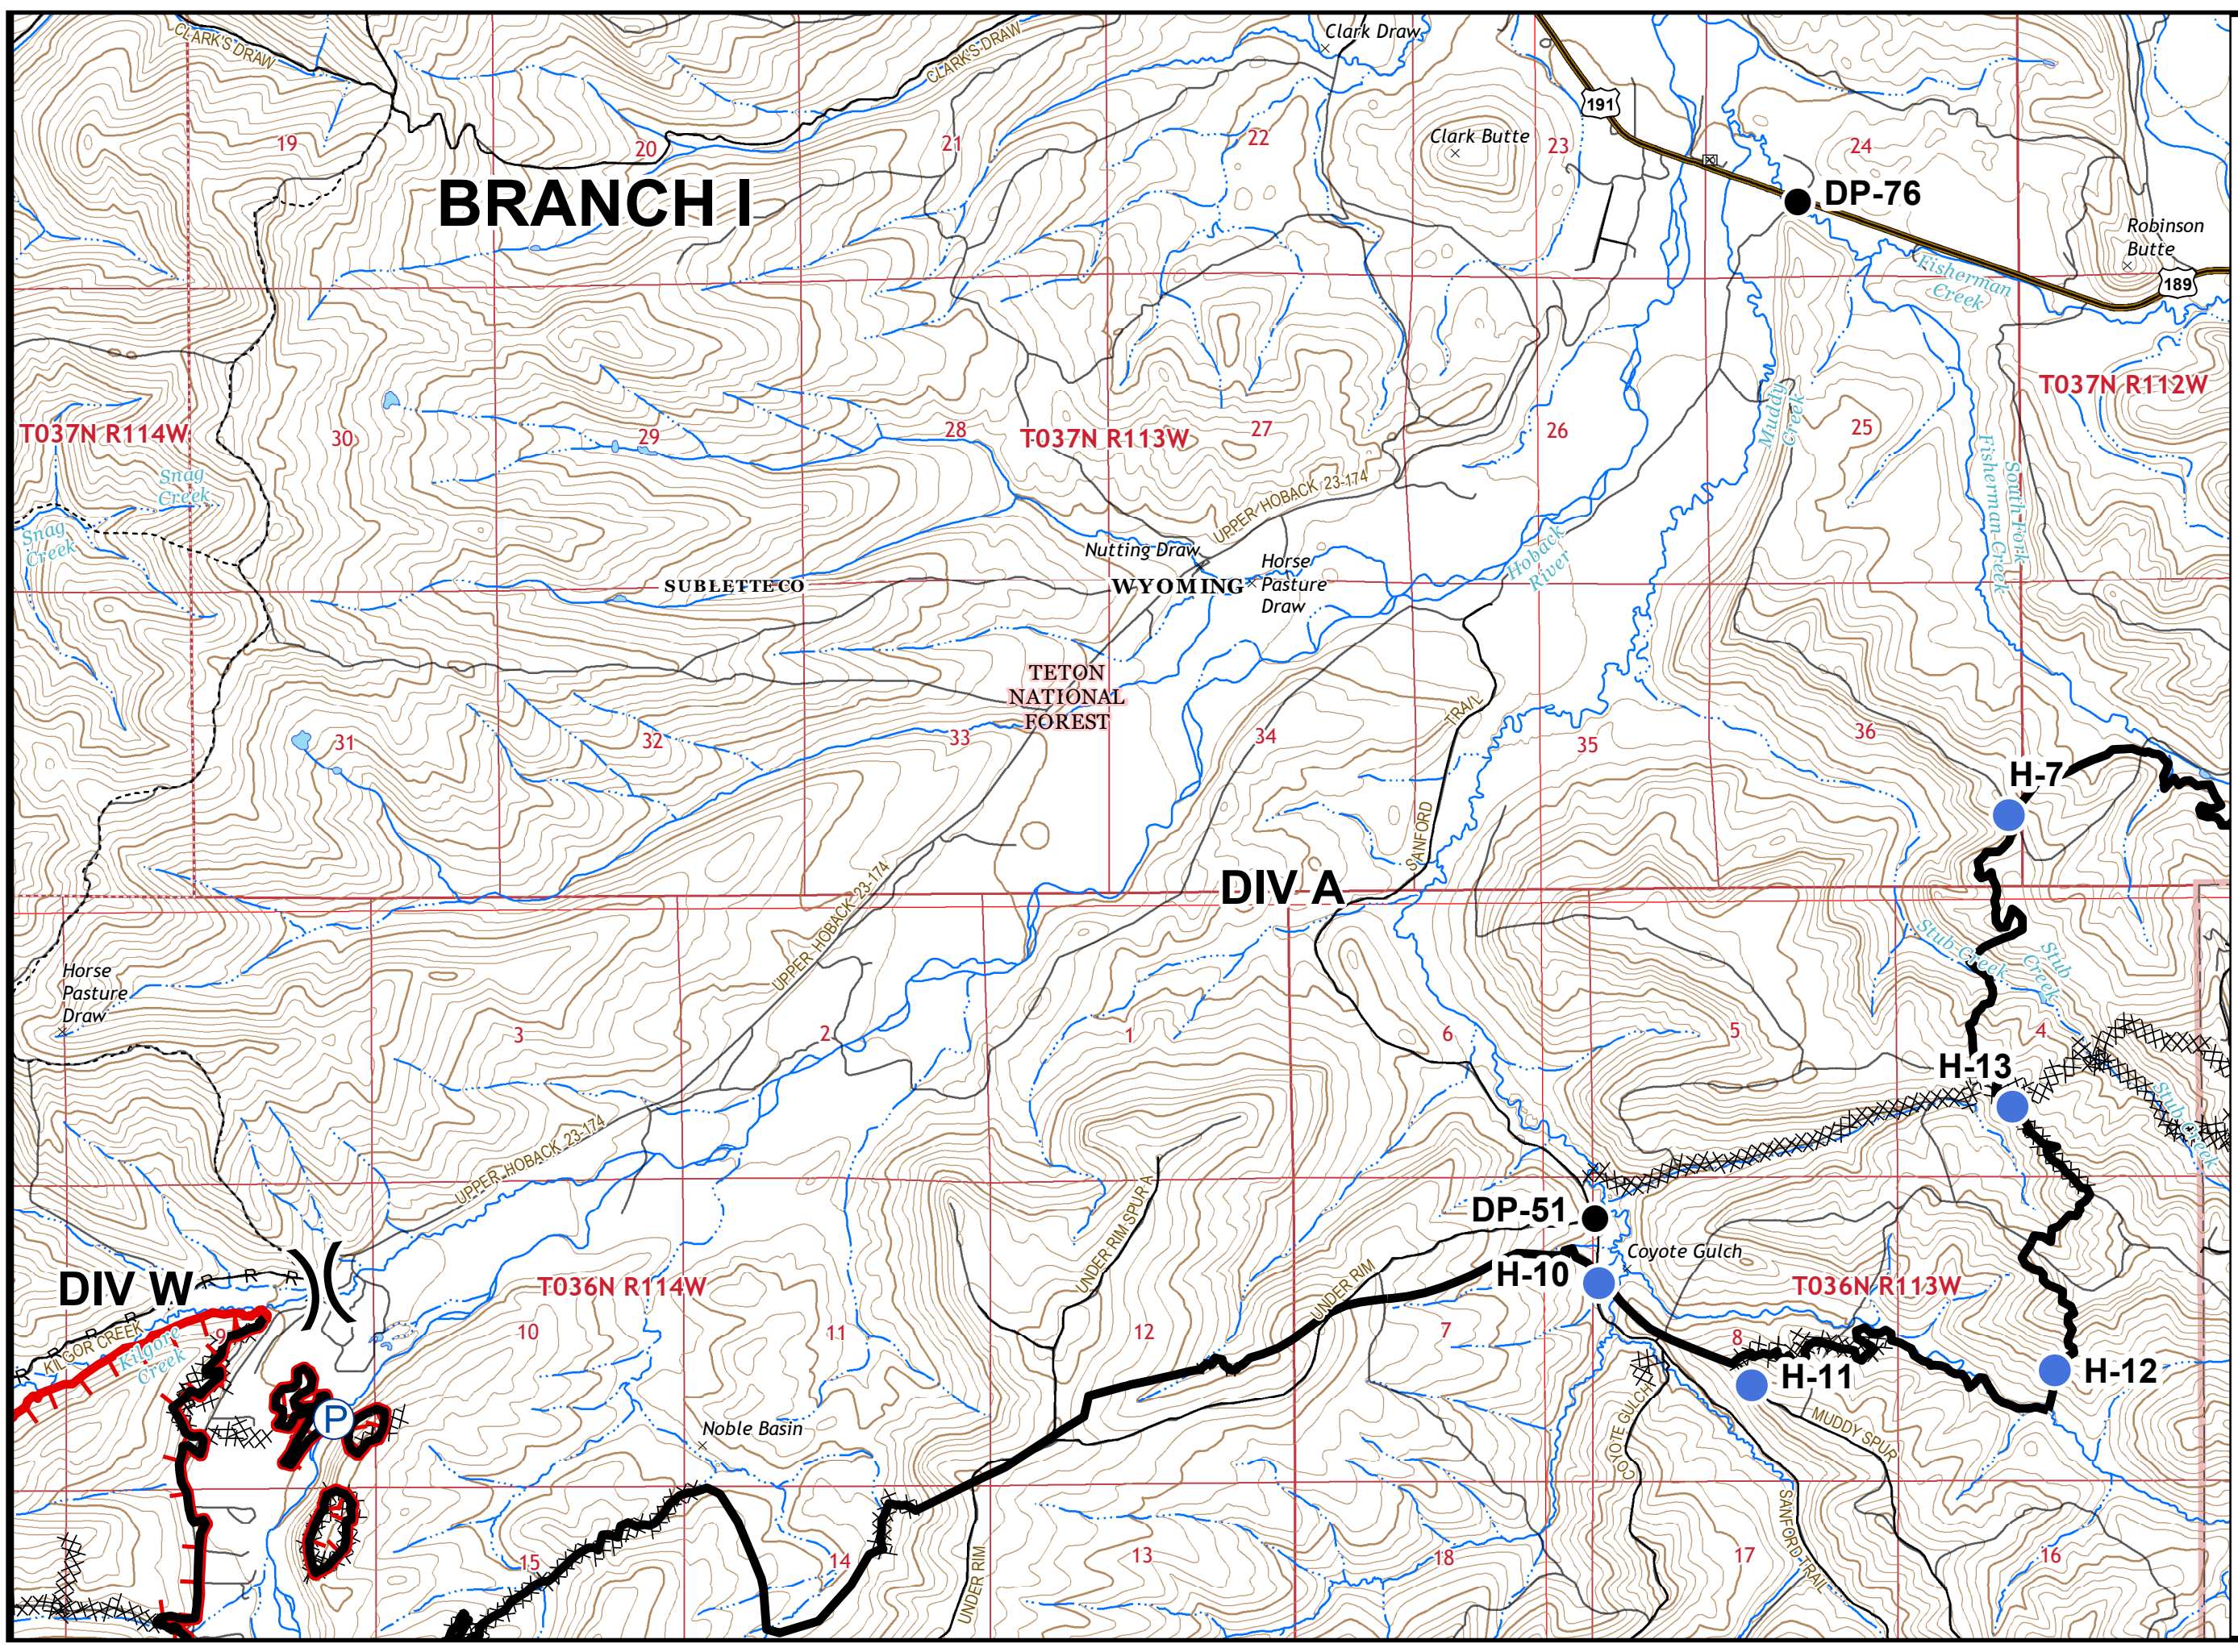 CLARK'S DRAW
CLARK'S DRAW
Clark Draw
191
19
20
21
22
Clark Butte
23
24
BRANCH I
DP-76
Robinson
Butte
Fisherman
Creek
189
T037N R114W
30
29
28
T037N R113W
27
26
Muddy
Creek
25
T037N R112W
Snag
Creek
Snag
Creek
UPPER HOBACK 23-174
South Fork
Fisherman Creek
Nutting Draw
Horse
Pasture
Draw
Hoback
River
SUBLETTE CO
WYOMING
TETON
NATIONAL
FOREST
31
32
33
34
35
36
TRAIL
SANFORD
H-7
DIV A
UPPER HOBACK 23-174
Horse
Pasture
Draw
Stub Creek
Stub
Creek
3
2
1
6
5
4
H-13
Stub Creek
UPPER HOBACK 23-174
UNDER RIM SPUR A
DP-51
Coyote Gulch
DIV W
R R R
T036N R114W
H-10
UNDER RIM
T036N R113W
R R R R
KILGOR CREEK
Kilgore
Creek
9
10
11
12
7
8
H-11
H-12
P
Noble Basin
COYOTE GULCH
MUDDY SPUR
SANFORD TRAIL
15
14
UNDER RIM
13
18
17
16